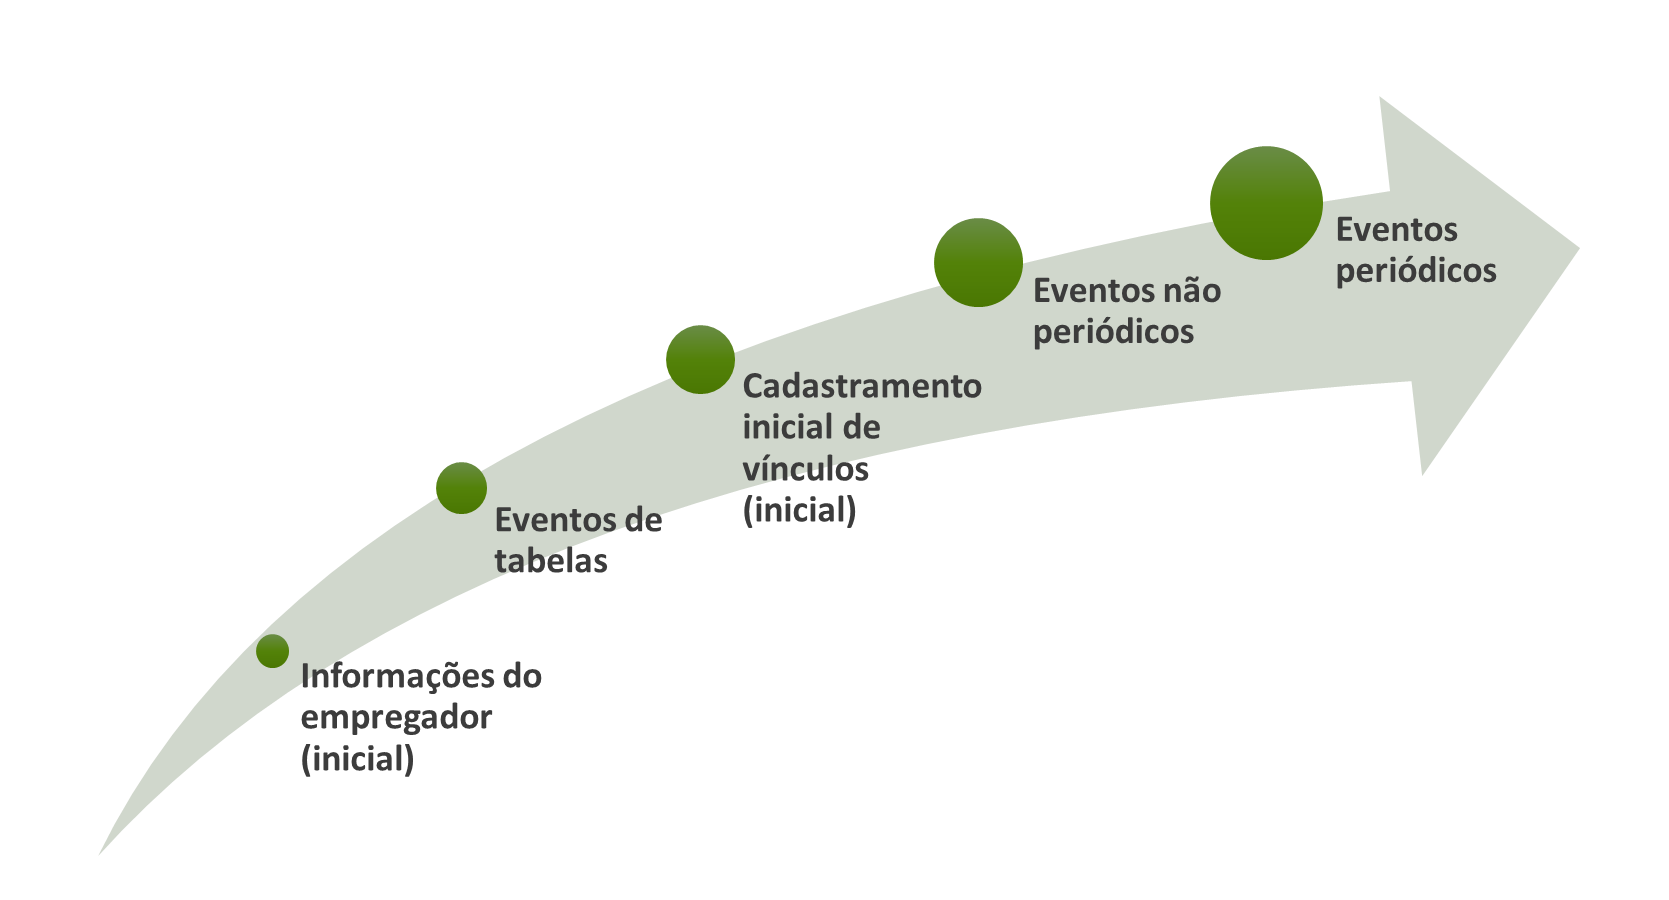 Informações do
empregador
(inicial)
Eventos de
tabelas
Cadastramento
inicial de
vínculos
(inicial)
Eventos não
periódicos
Eventos
periódicos